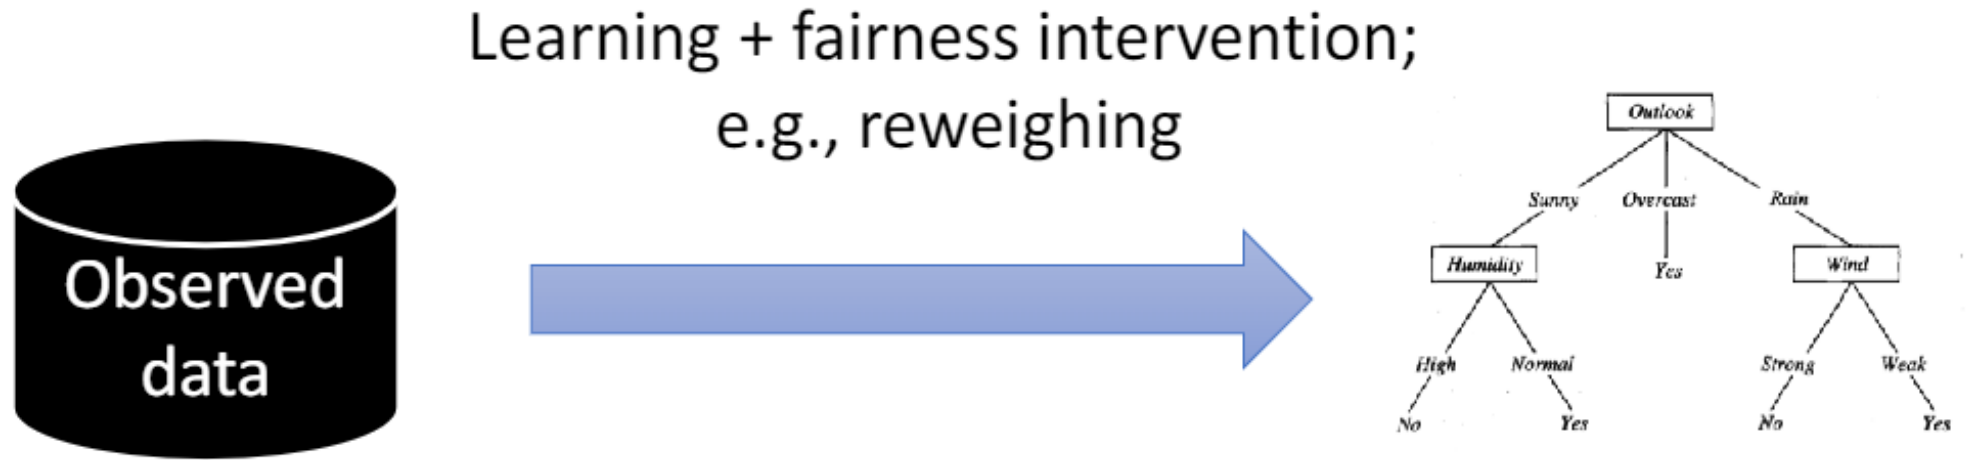 Learning + fairness intervention;
e.g., reweighing
Observed
data
Outlook
Sunny Overcast Rain
Humidity Yes Wind
High Normal Strong Weak
No Yes No Yes